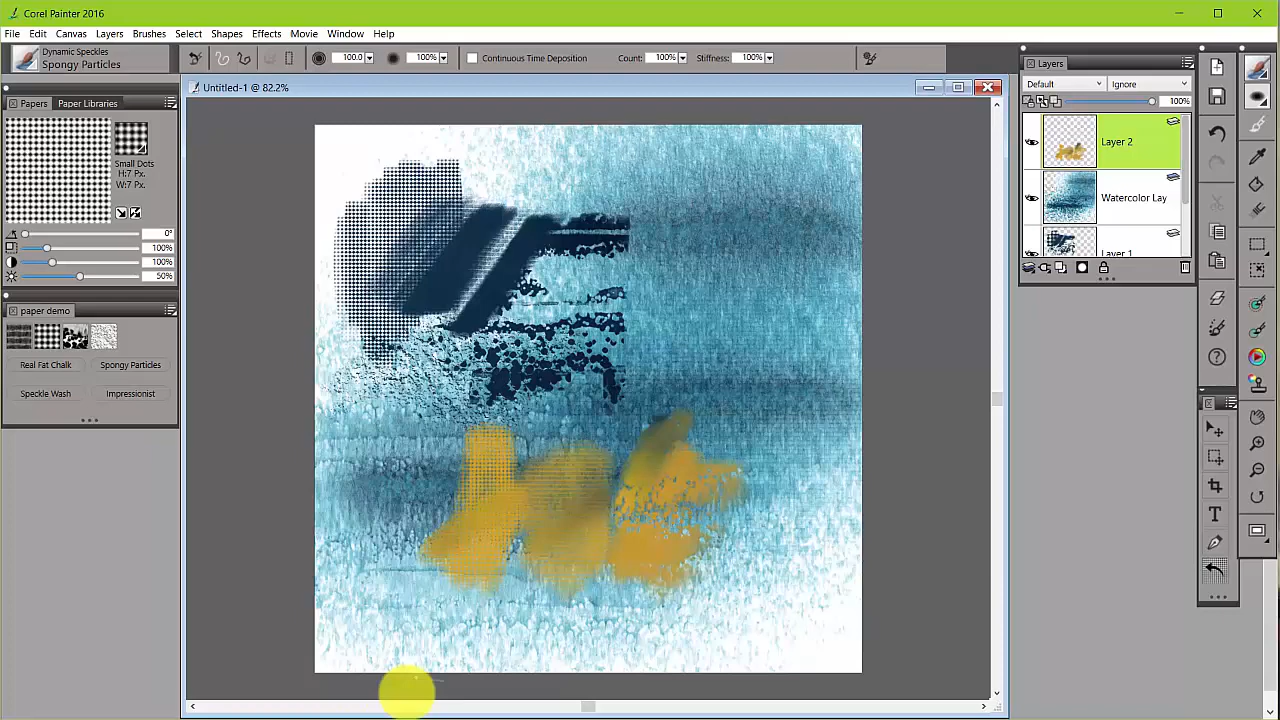 Corel Painter 2016
File Edit Canvas Layers Brushes Select Shapes Effects Movie Window Help
Dynamic Speckles
Spongy Particles
100.0
100%
Continuous Time Deposition
Count: 100%
Stiffness: 100%
Papers
Paper Libraries
Small Dots
H:7 Pk.
W:7 Pk.
0°
100%
100%
50%
paper demo
Real Fat Chalk
Spongy Particles
Speckle Wash
Impressionist
Untitled-1 @ 82.2%
Layers
Default
Ignore
100%
Layer 2
Watercolor Lay
Layer 1